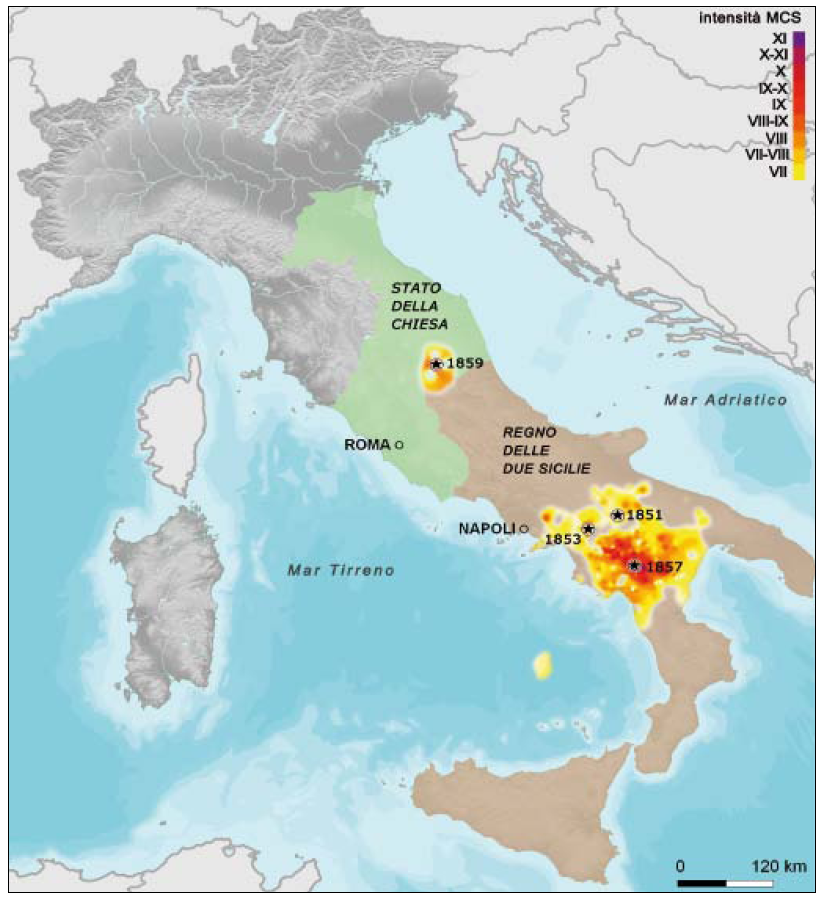 intensità MCS
XI
X-XI
X
IX-X
IX
VIII-IX
VIII
VII-VIII
VII
STATO
DELLA
CHIESA
1859
Mar Adriatico
REGNO
DELLE
DUE SICILIE
ROMA
1851
NAPOLI
1853
1857
Mar Tirreno
0 120 km